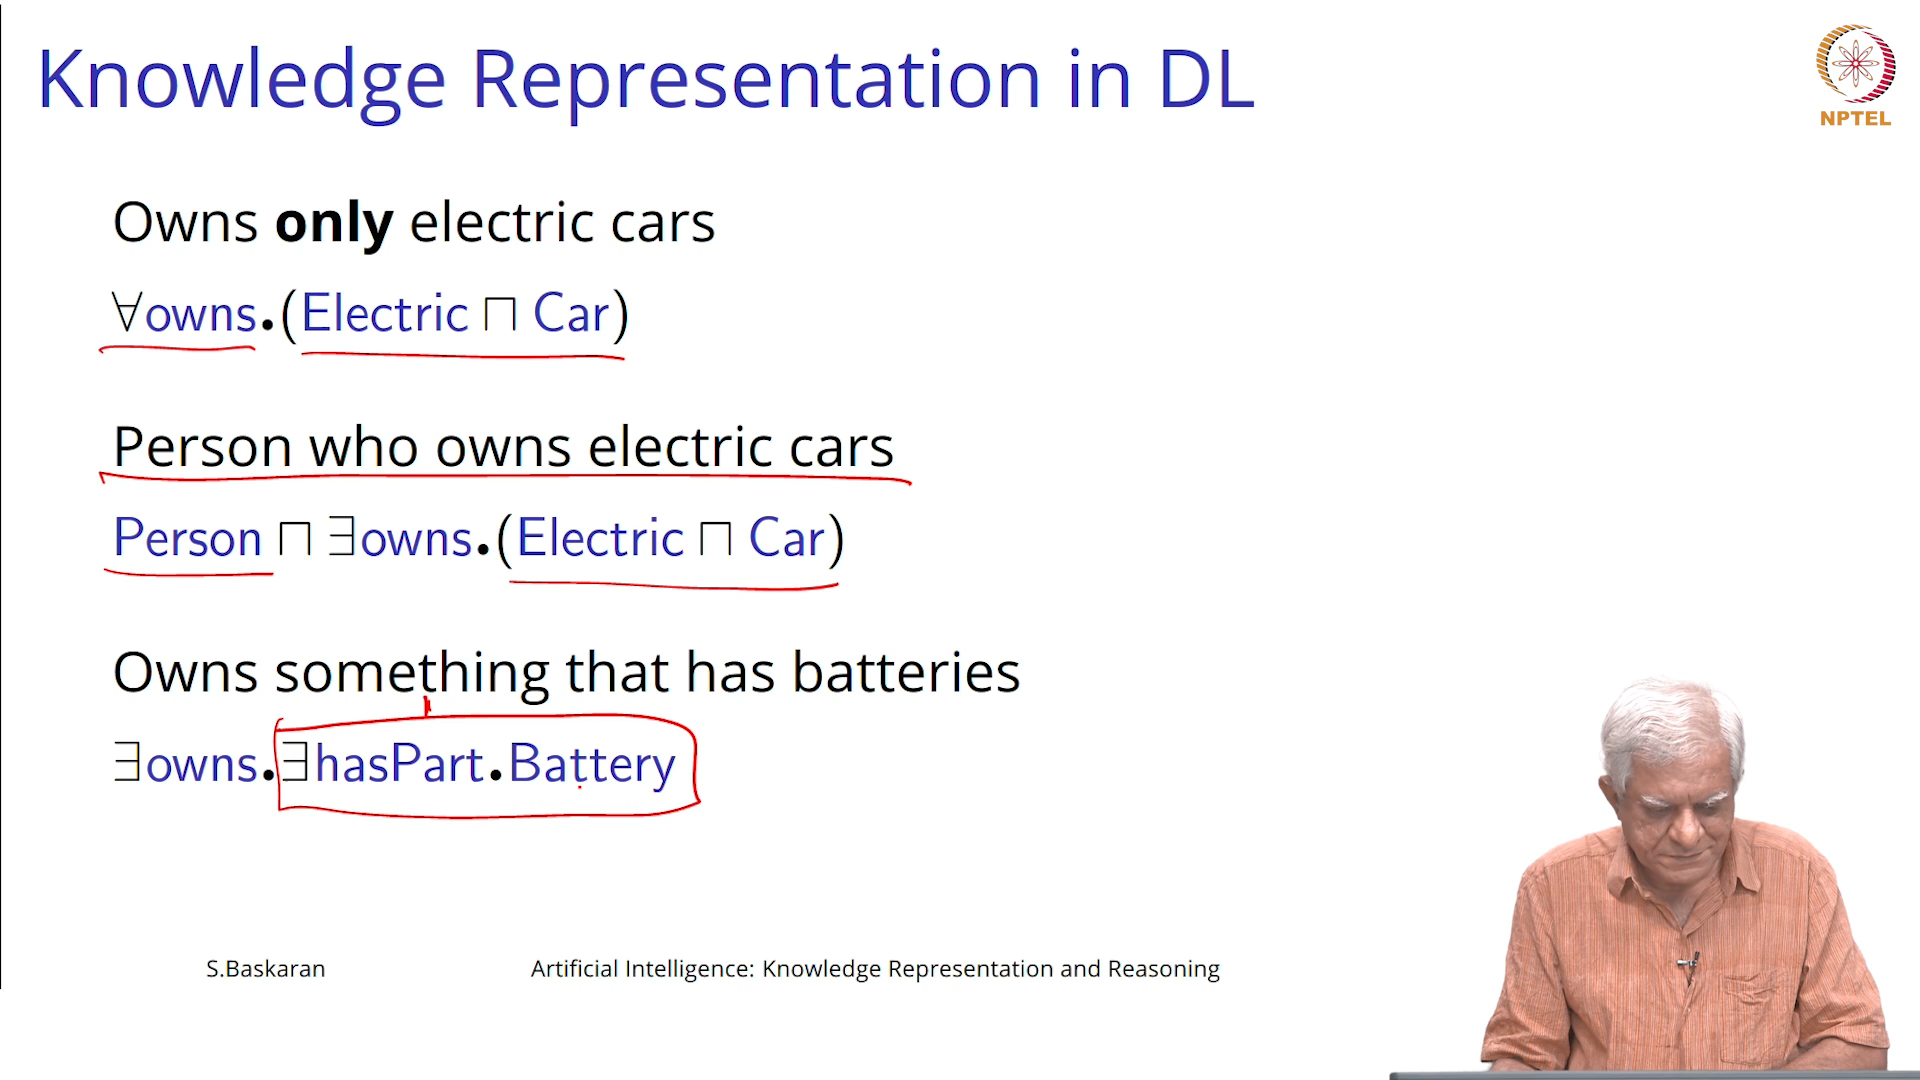 Knowledge Representation in DL
NPTEL
Owns only electric cars
∀owns.(Electric ⊓ Car)
Person who owns electric cars
Person ⊓ ∃owns.(Electric ⊓ Car)
Owns something that has batteries
∃owns.∃hasPart.Battery
S.Baskaran Artificial Intelligence: Knowledge Representation and Reasoning